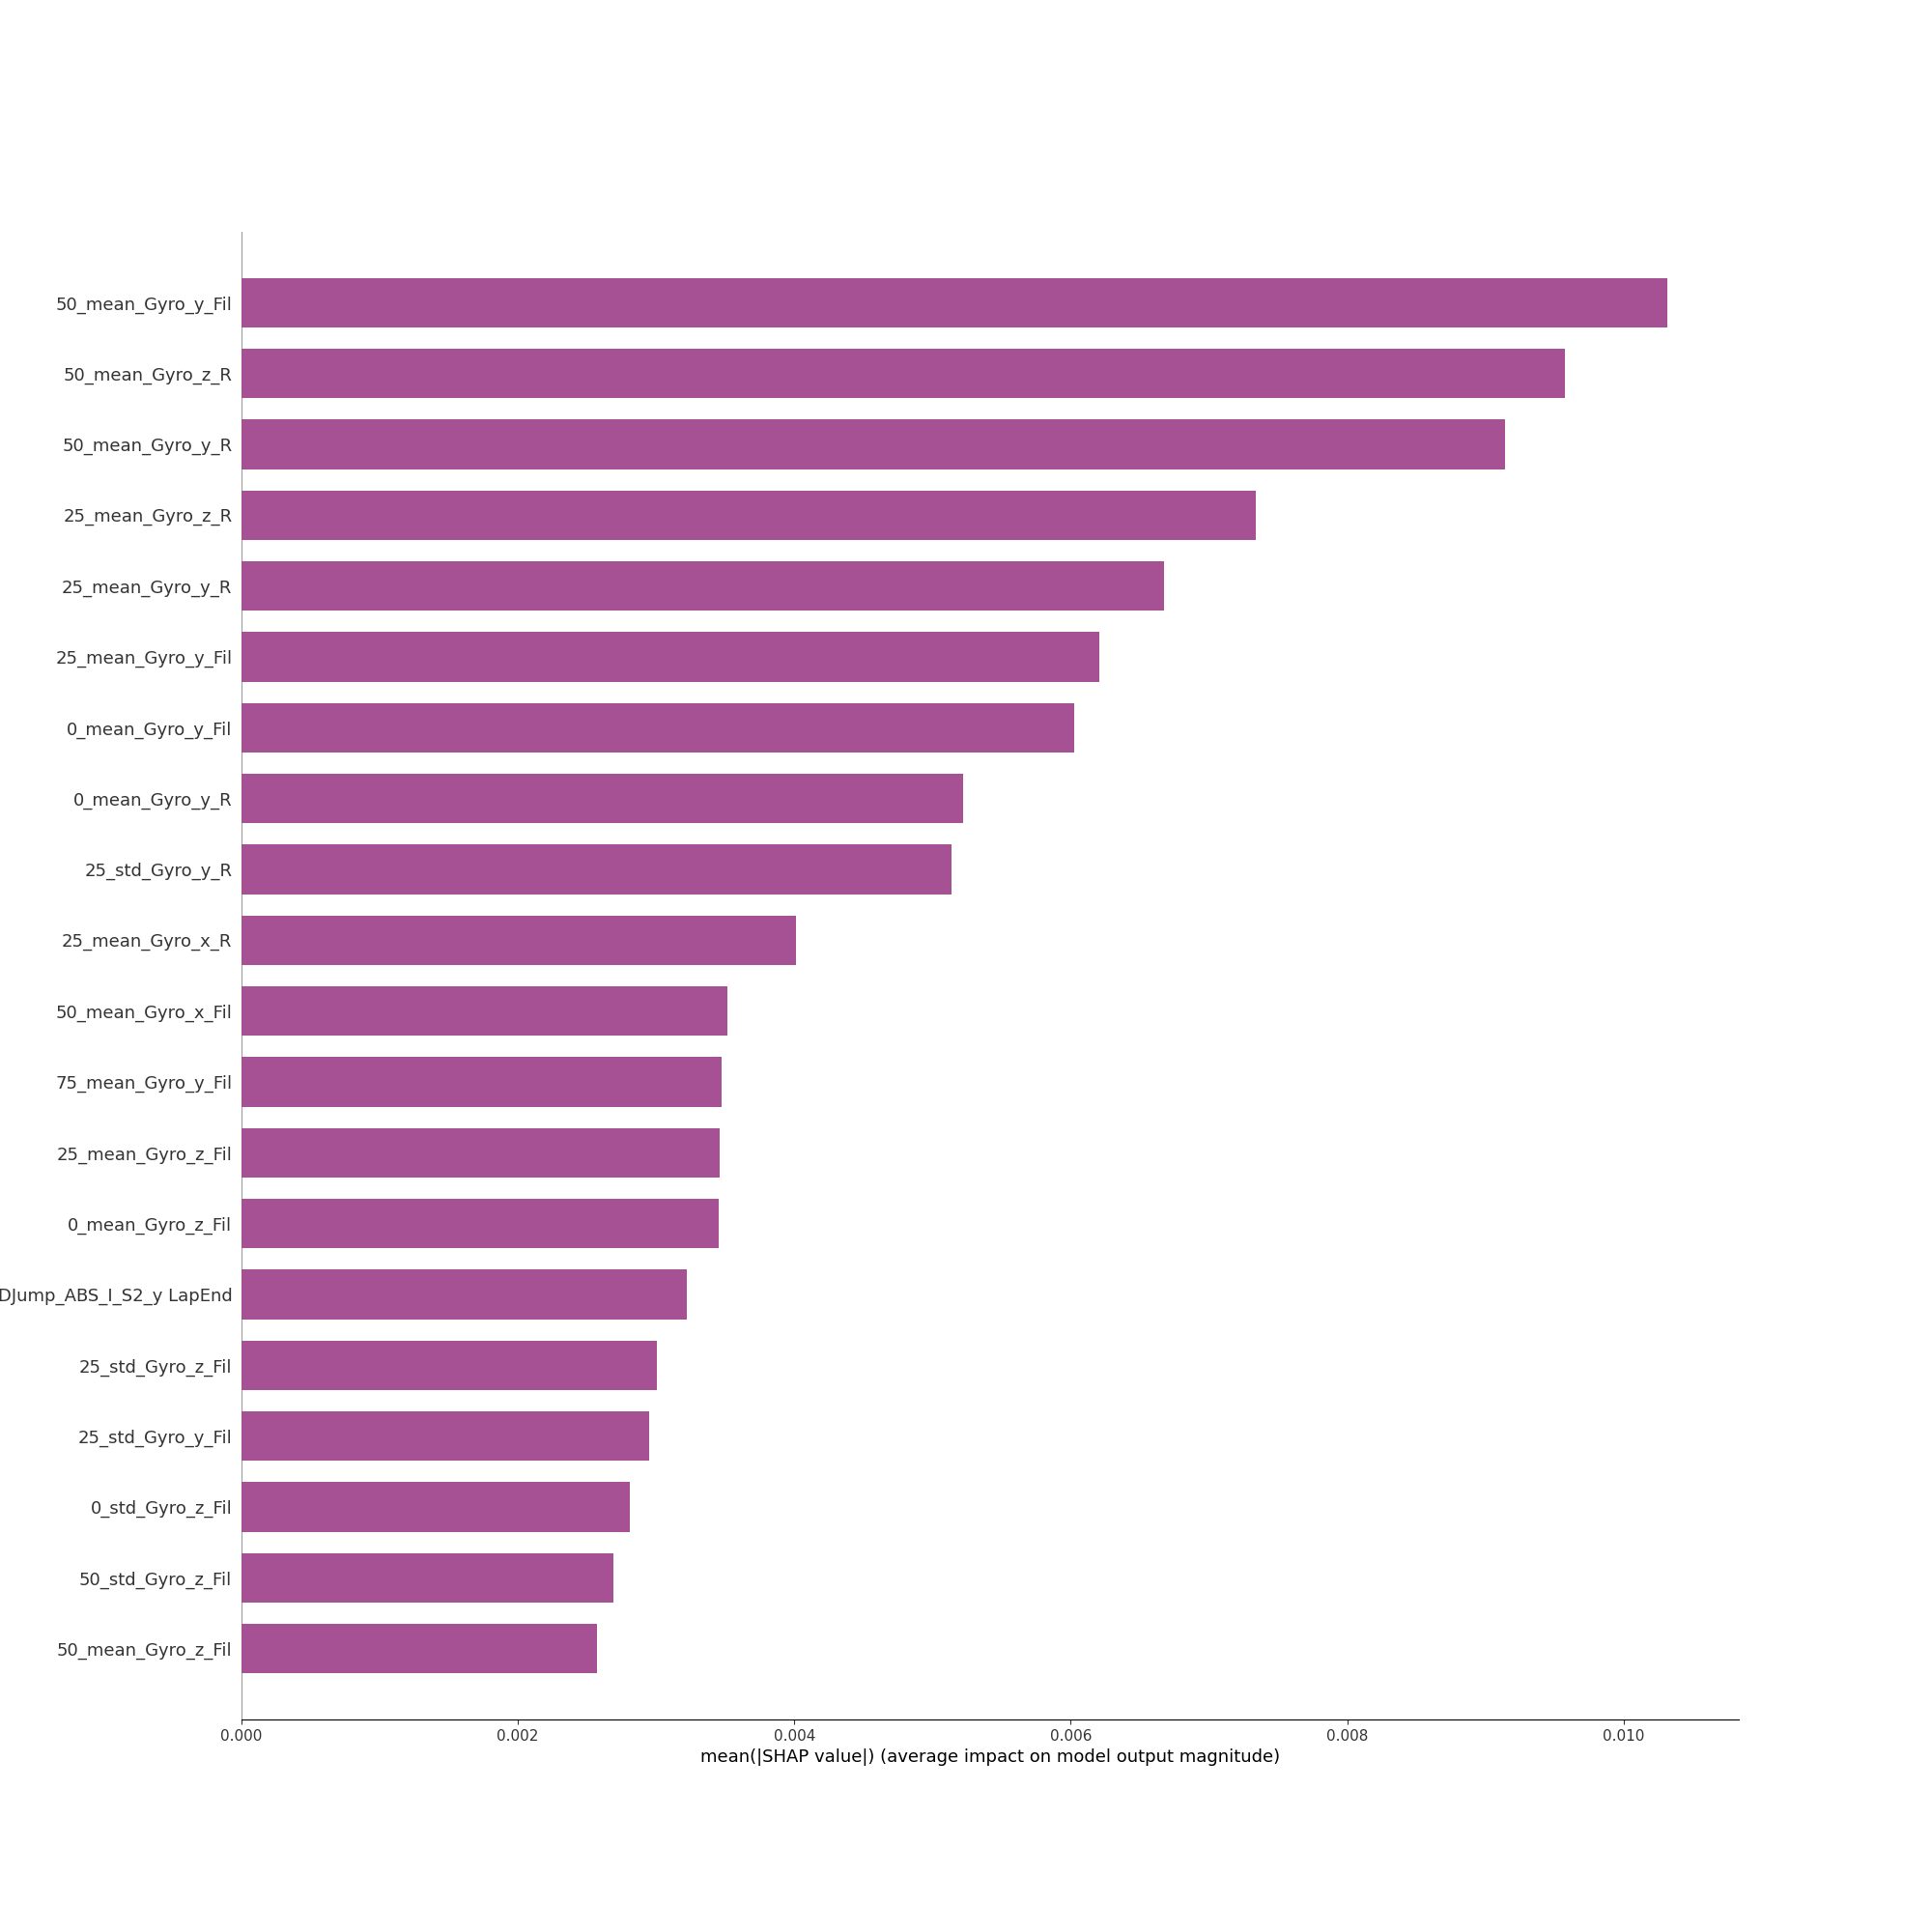 50_mean_Gyro_y_Fil
50_mean_Gyro_z_R
50_mean_Gyro_y_R
25_mean_Gyro_z_R
25_mean_Gyro_y_R
25_mean_Gyro_y_Fil
0_mean_Gyro_y_Fil
0_mean_Gyro_y_R
25_std_Gyro_y_R
25_mean_Gyro_x_R
50_mean_Gyro_x_Fil
75_mean_Gyro_y_Fil
25_mean_Gyro_z_Fil
0_mean_Gyro_z_Fil
DJump_ABS_I_S2_y LapEnd
25_std_Gyro_z_Fil
25_std_Gyro_y_Fil
0_std_Gyro_z_Fil
50_std_Gyro_z_Fil
50_mean_Gyro_z_Fil
0.000 0.002 0.004 0.006 0.008 0.010
mean(|SHAP value|) (average impact on model output magnitude)